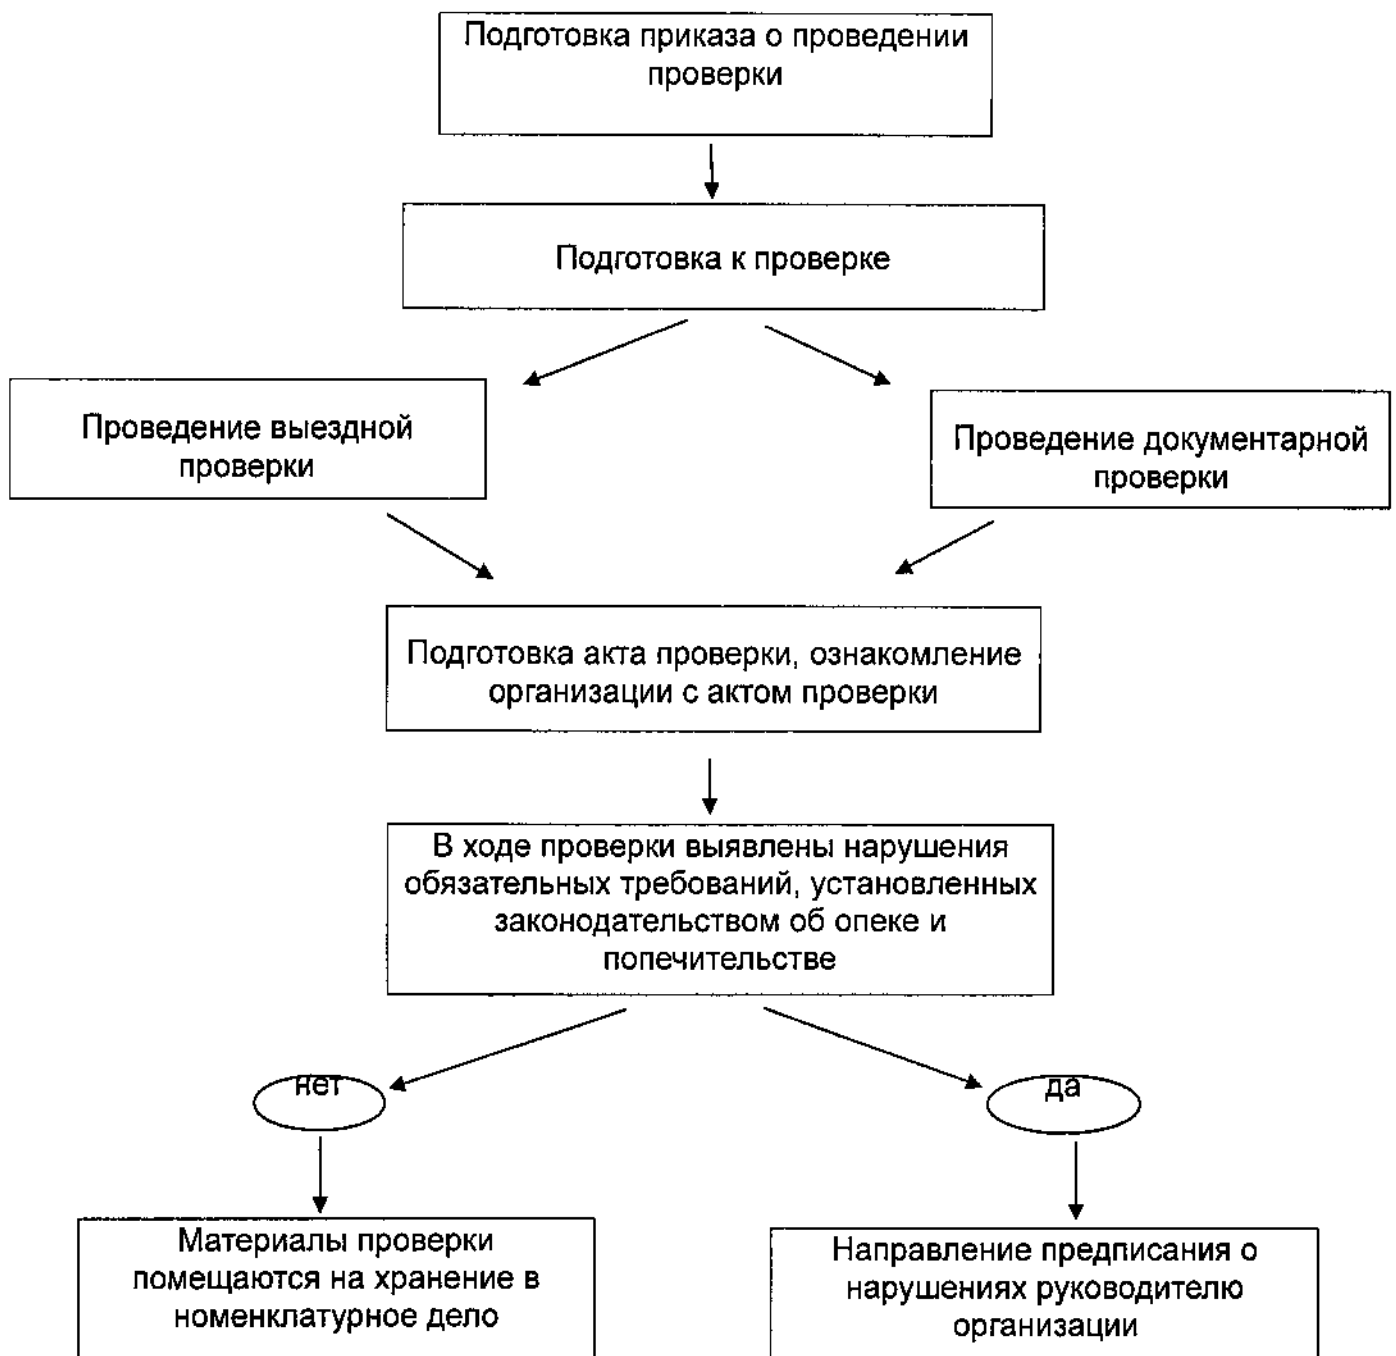 Подготовка приказа о проведении
проверки
Подготовка к проверке
Проведение выездной
проверки
Проведение документарной
проверки
Подготовка акта проверки, ознакомление
организации с актом проверки
В ходе проверки выявлены нарушения
обязательных требований, установленных
законодательством об опеке и
попечительстве
нет
да
Материалы проверки
помещаются на хранение в
номенклатурное дело
Направление предписания о
нарушениях руководителю
организации